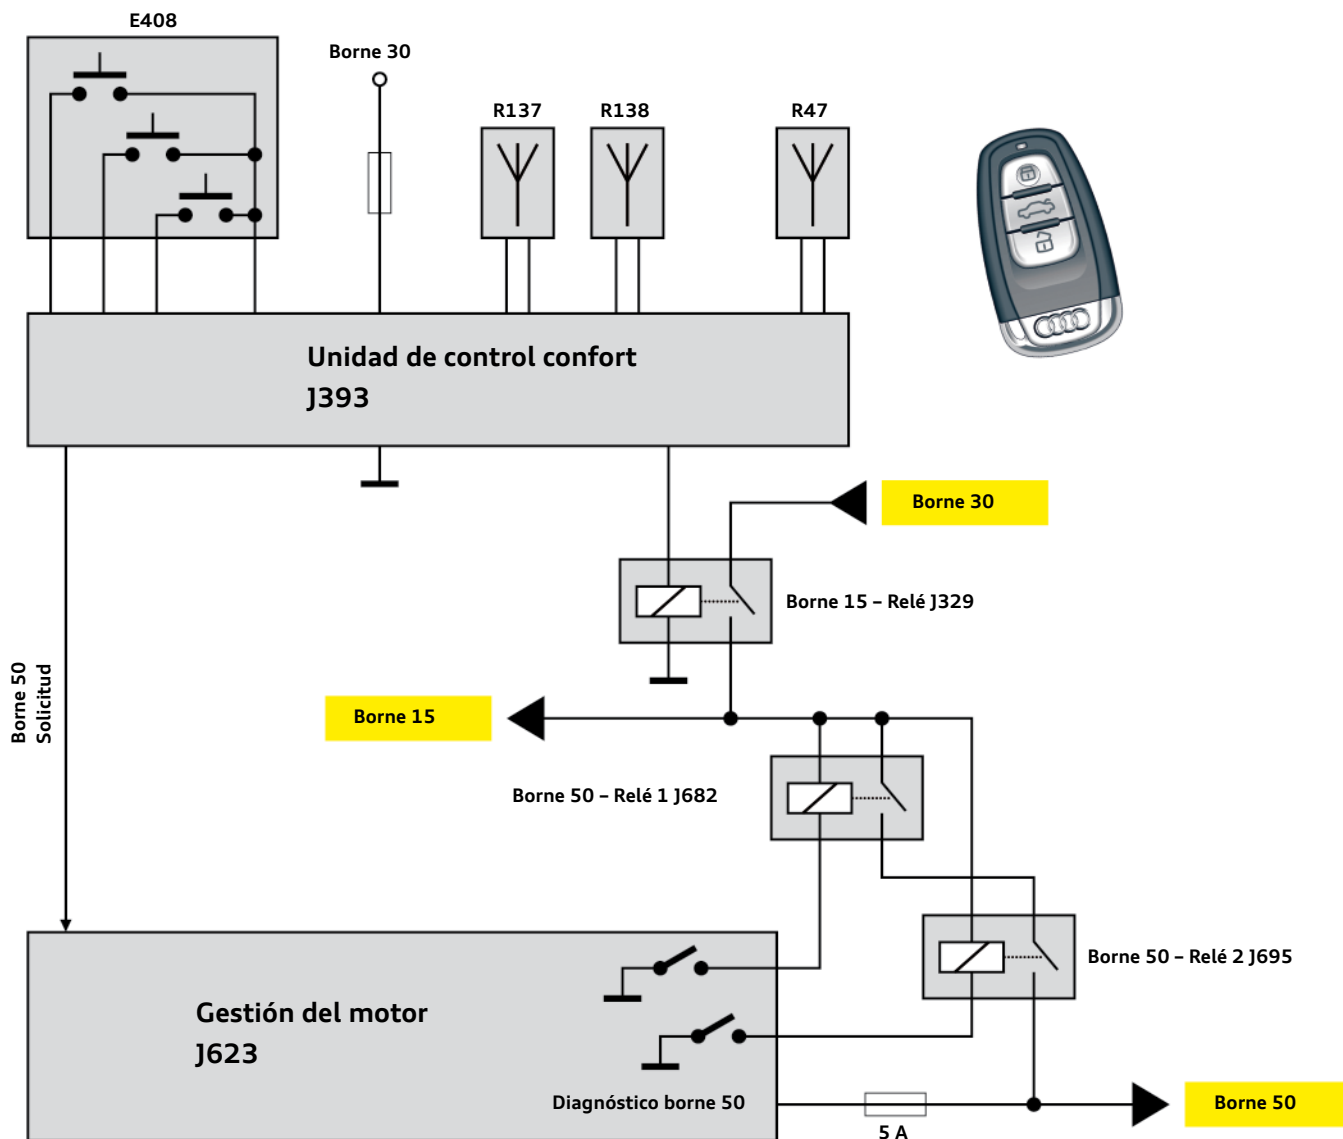 E408
Borne 30
R137
R138
R47
Unidad de control confort
J393
Borne 30
Borne 15 – Relé J329
Borne 50
Solicitud
Borne 15
Borne 50 – Relé 1 J682
Borne 50 – Relé 2 J695
Gestión del motor
J623
Diagnóstico borne 50
5 A
Borne 50